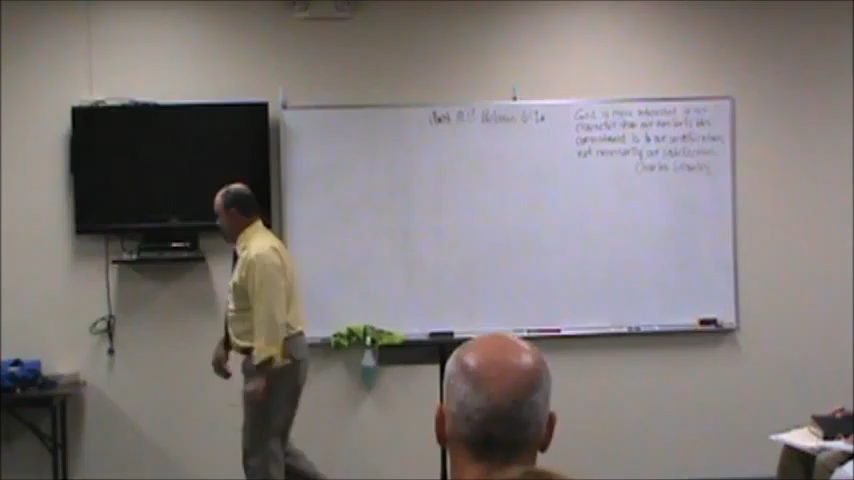 God is more interested in our
character than our comfort. His
commitment is to our sanctification,
not necessarily our satisfaction.
Charles Stanley